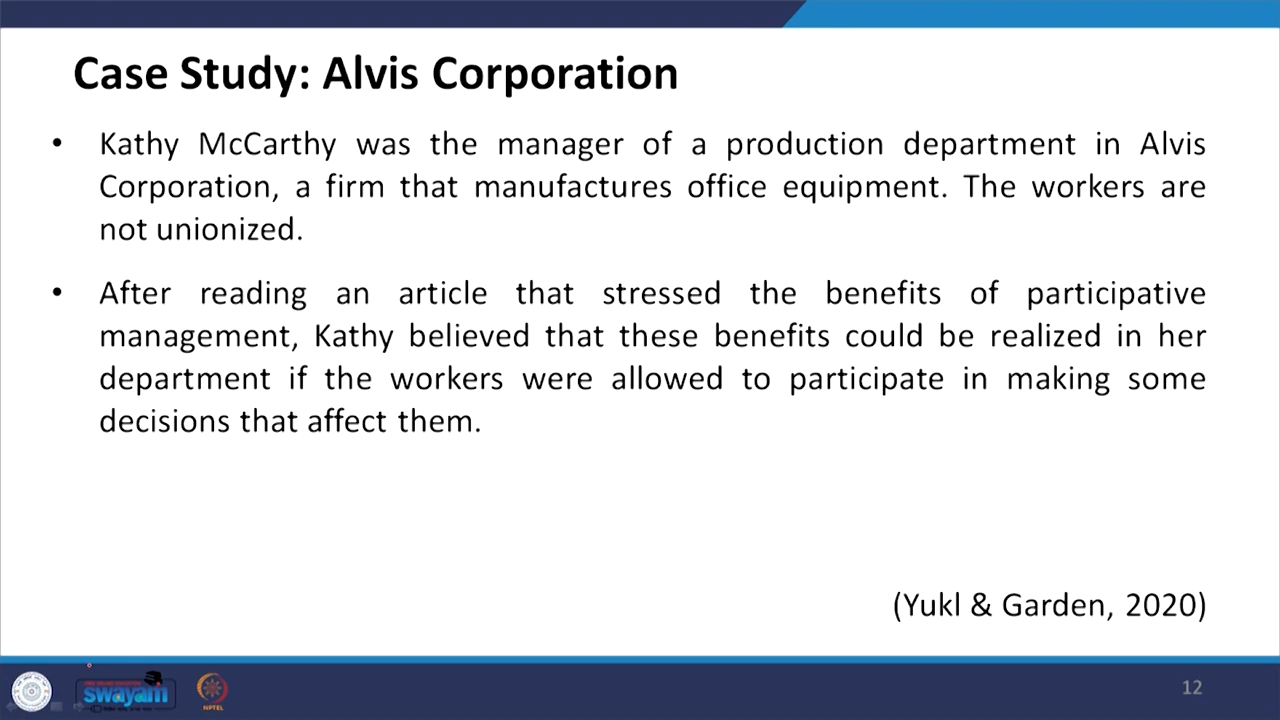 Case Study: Alvis Corporation
• Kathy McCarthy was the manager of a production department in Alvis
Corporation, a firm that manufactures office equipment. The workers are
not unionized.
• After reading an article that stressed the benefits of participative
management, Kathy believed that these benefits could be realized in her
department if the workers were allowed to participate in making some
decisions that affect them.
(Yukl & Garden, 2020)
swayam
NPTEL
12